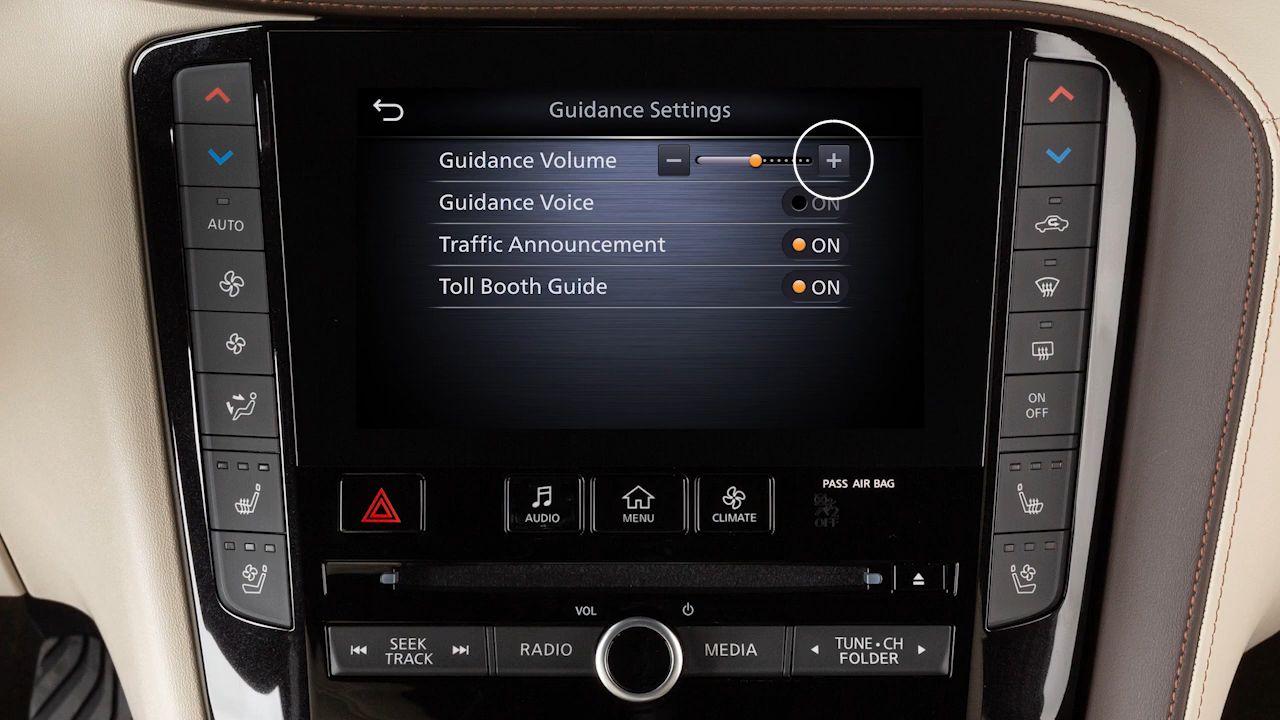 Guidance Settings
Guidance Volume
Guidance Voice ON
Traffic Announcement ON
Toll Booth Guide ON
AUTO
ON
OFF
PASS AIR BAG
OFF
AUDIO
MENU
CLIMATE
VOL
SEEK
TRACK
RADIO
MEDIA
TUNE•CH
FOLDER